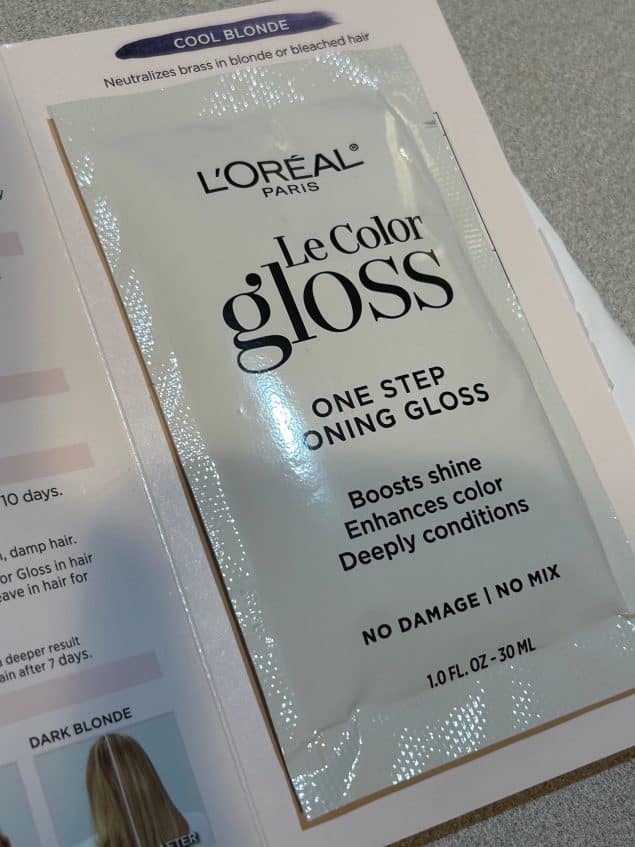 COOL BLONDE
Neutralizes brass in blonde or bleached hair
L'ORÉAL®
PARIS
Le Color
gloss
ONE STEP
ONING GLOSS
Boosts shine
Enhances color
Deeply conditions
NO DAMAGE | NO MIX
1.0 FL. OZ - 30 ML
10 days.
, damp hair.
or Gloss in hair
eave in hair for
deeper result
ain after 7 days.
DARK BLONDE